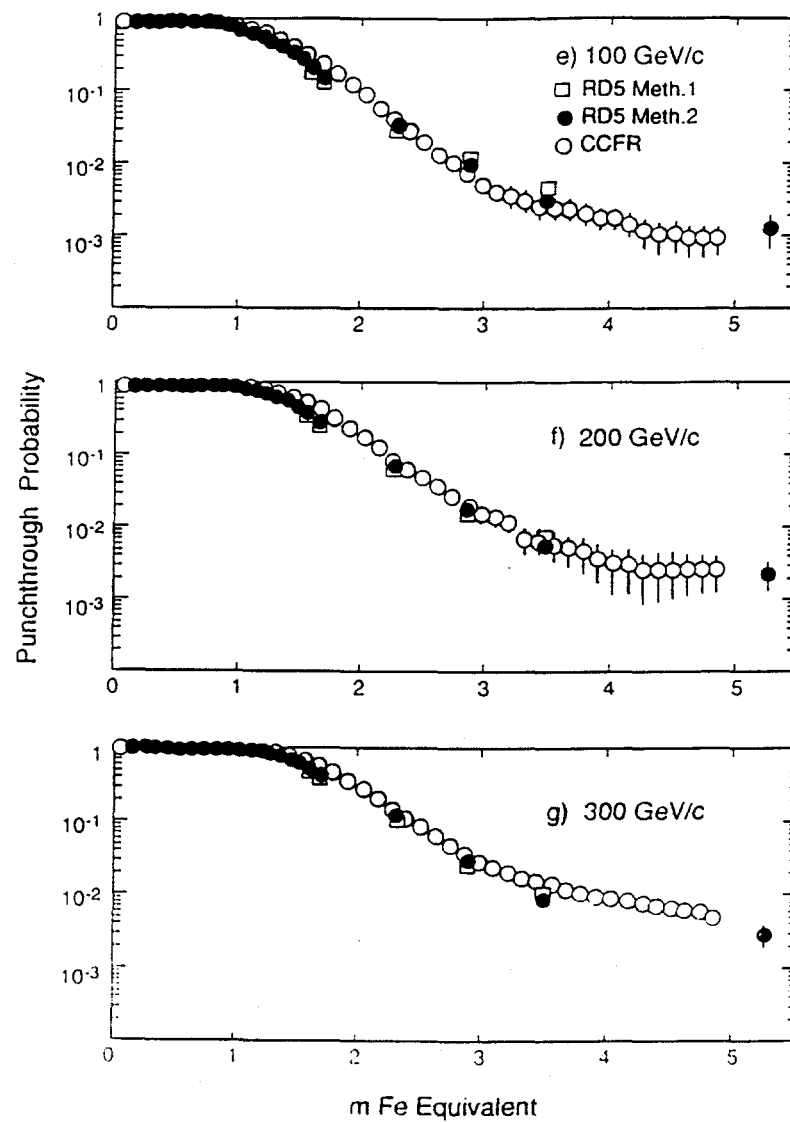 1
10-1
10-2
10-3
0 1 2 3 4 5
e) 100 GeV/c
RD5 Meth.1
RD5 Meth.2
CCFR
1
10-1
10-2
10-3
0 1 2 3 4 5
f) 200 GeV/c
Punchthrough Probability
1
10-1
10-2
10-3
0 1 2 3 4 5
g) 300 GeV/c
m Fe Equivalent